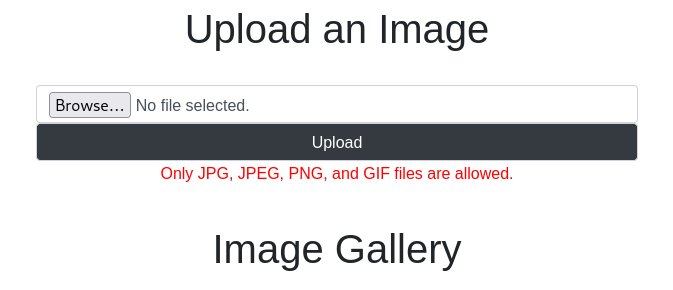 Upload an Image
Browse... No file selected.
Upload
Only JPG, JPEG, PNG, and GIF files are allowed.
Image Gallery